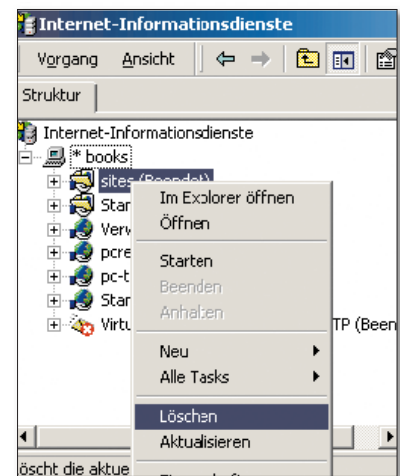 Internet-Informationsdienste
Vorgang Ansicht
Struktur
Internet-Informationsdienste
* books
sites (Beendet)
Star
Verw
pcre
pc-t
Star
Virtu
TP (Been
Im Explorer öffnen
Öffnen
Starten
Beenden
Anhalten
Neu
Alle Tasks
Löschen
Aktualisieren
öscht die aktue